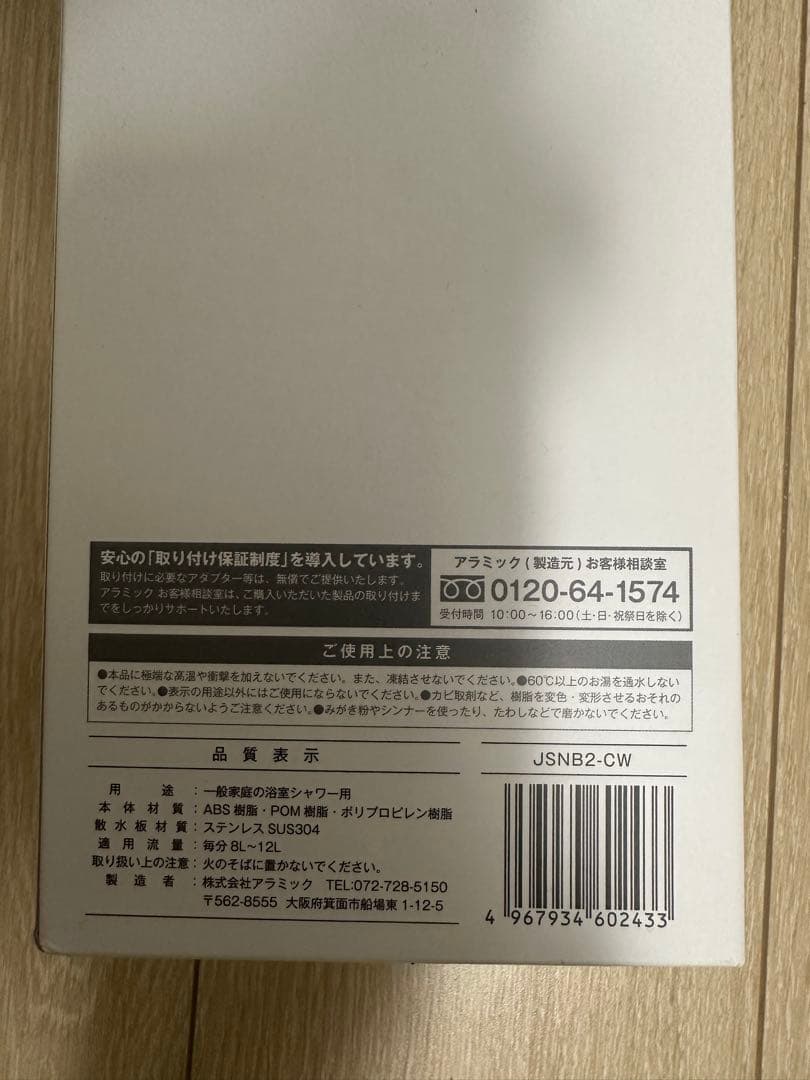 安心の「取り付け保証制度」を導入しています。
取り付けに必要なアダプター等は、無償でご提供いたします。
アラミック お客様相談室は、ご購入いただいた製品の取り付けま
でをしっかりサポートいたします。
アラミック(製造元)お客様相談室
0120-64-1574
受付時間 10:00〜16:00(土・日・祝祭日を除く)
ご使用上の注意
●本品に極端な高温や衝撃を加えないでください。また、凍結させないでください。●60℃以上のお湯を通水しない
でください。●表示の用途以外にはご使用にならないでください。●カビ取剤など、樹脂を変色・変形させるおそれの
あるものがかからないようご注意ください。●みがき粉やシンナーを使ったり、たわしなどで磨かないでください。
品質表示
用途：一般家庭の浴室シャワー用
本体材質：ABS樹脂・POM樹脂・ポリプロピレン樹脂
散水板材質：ステンレスSUS304
適用流量：毎分8L〜12L
取り扱い上の注意：火のそばに置かないでください。
製造者：株式会社アラミック TEL:072-728-5150
〒562-8555 大阪府箕面市船場東1-12-5
JSNB2-CW
4 967934 602433